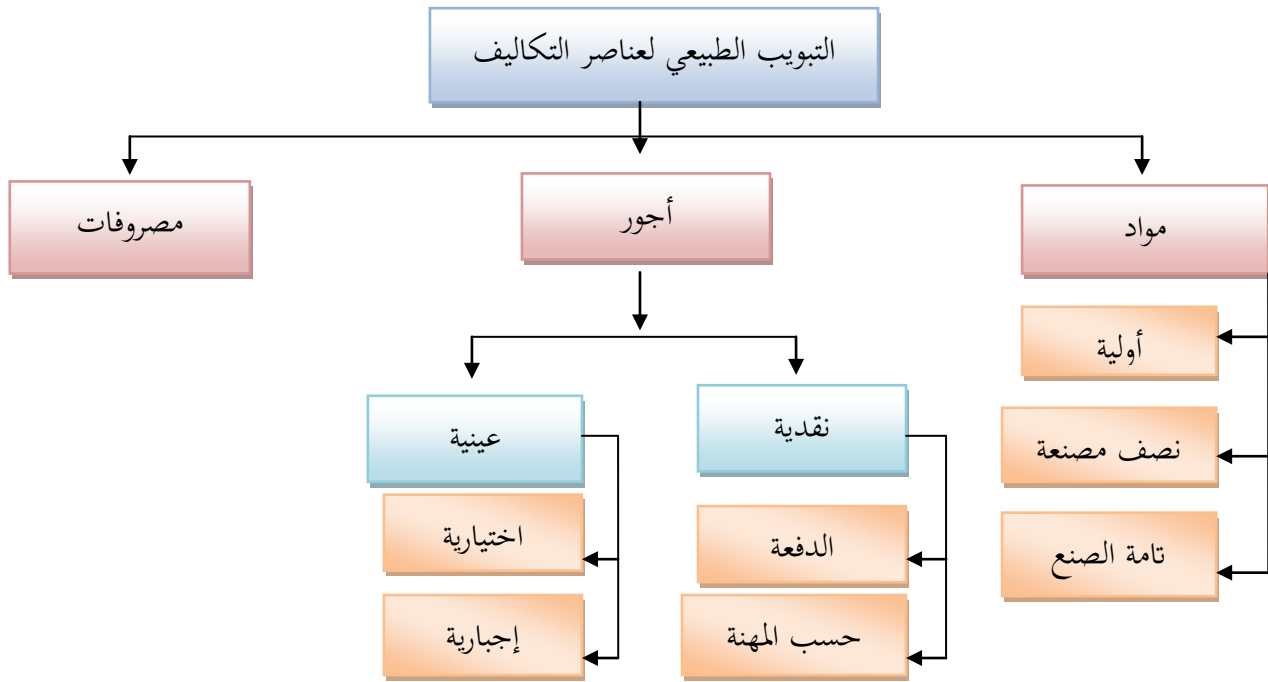 التبويب الطبيعي لعناصر التكاليف
مواد
أجور
مصروفات
أولية
نصف مصنعة
تامة الصنع
نقدية
الدفعة
حسب المهنة
عينية
اختيارية
إجبارية